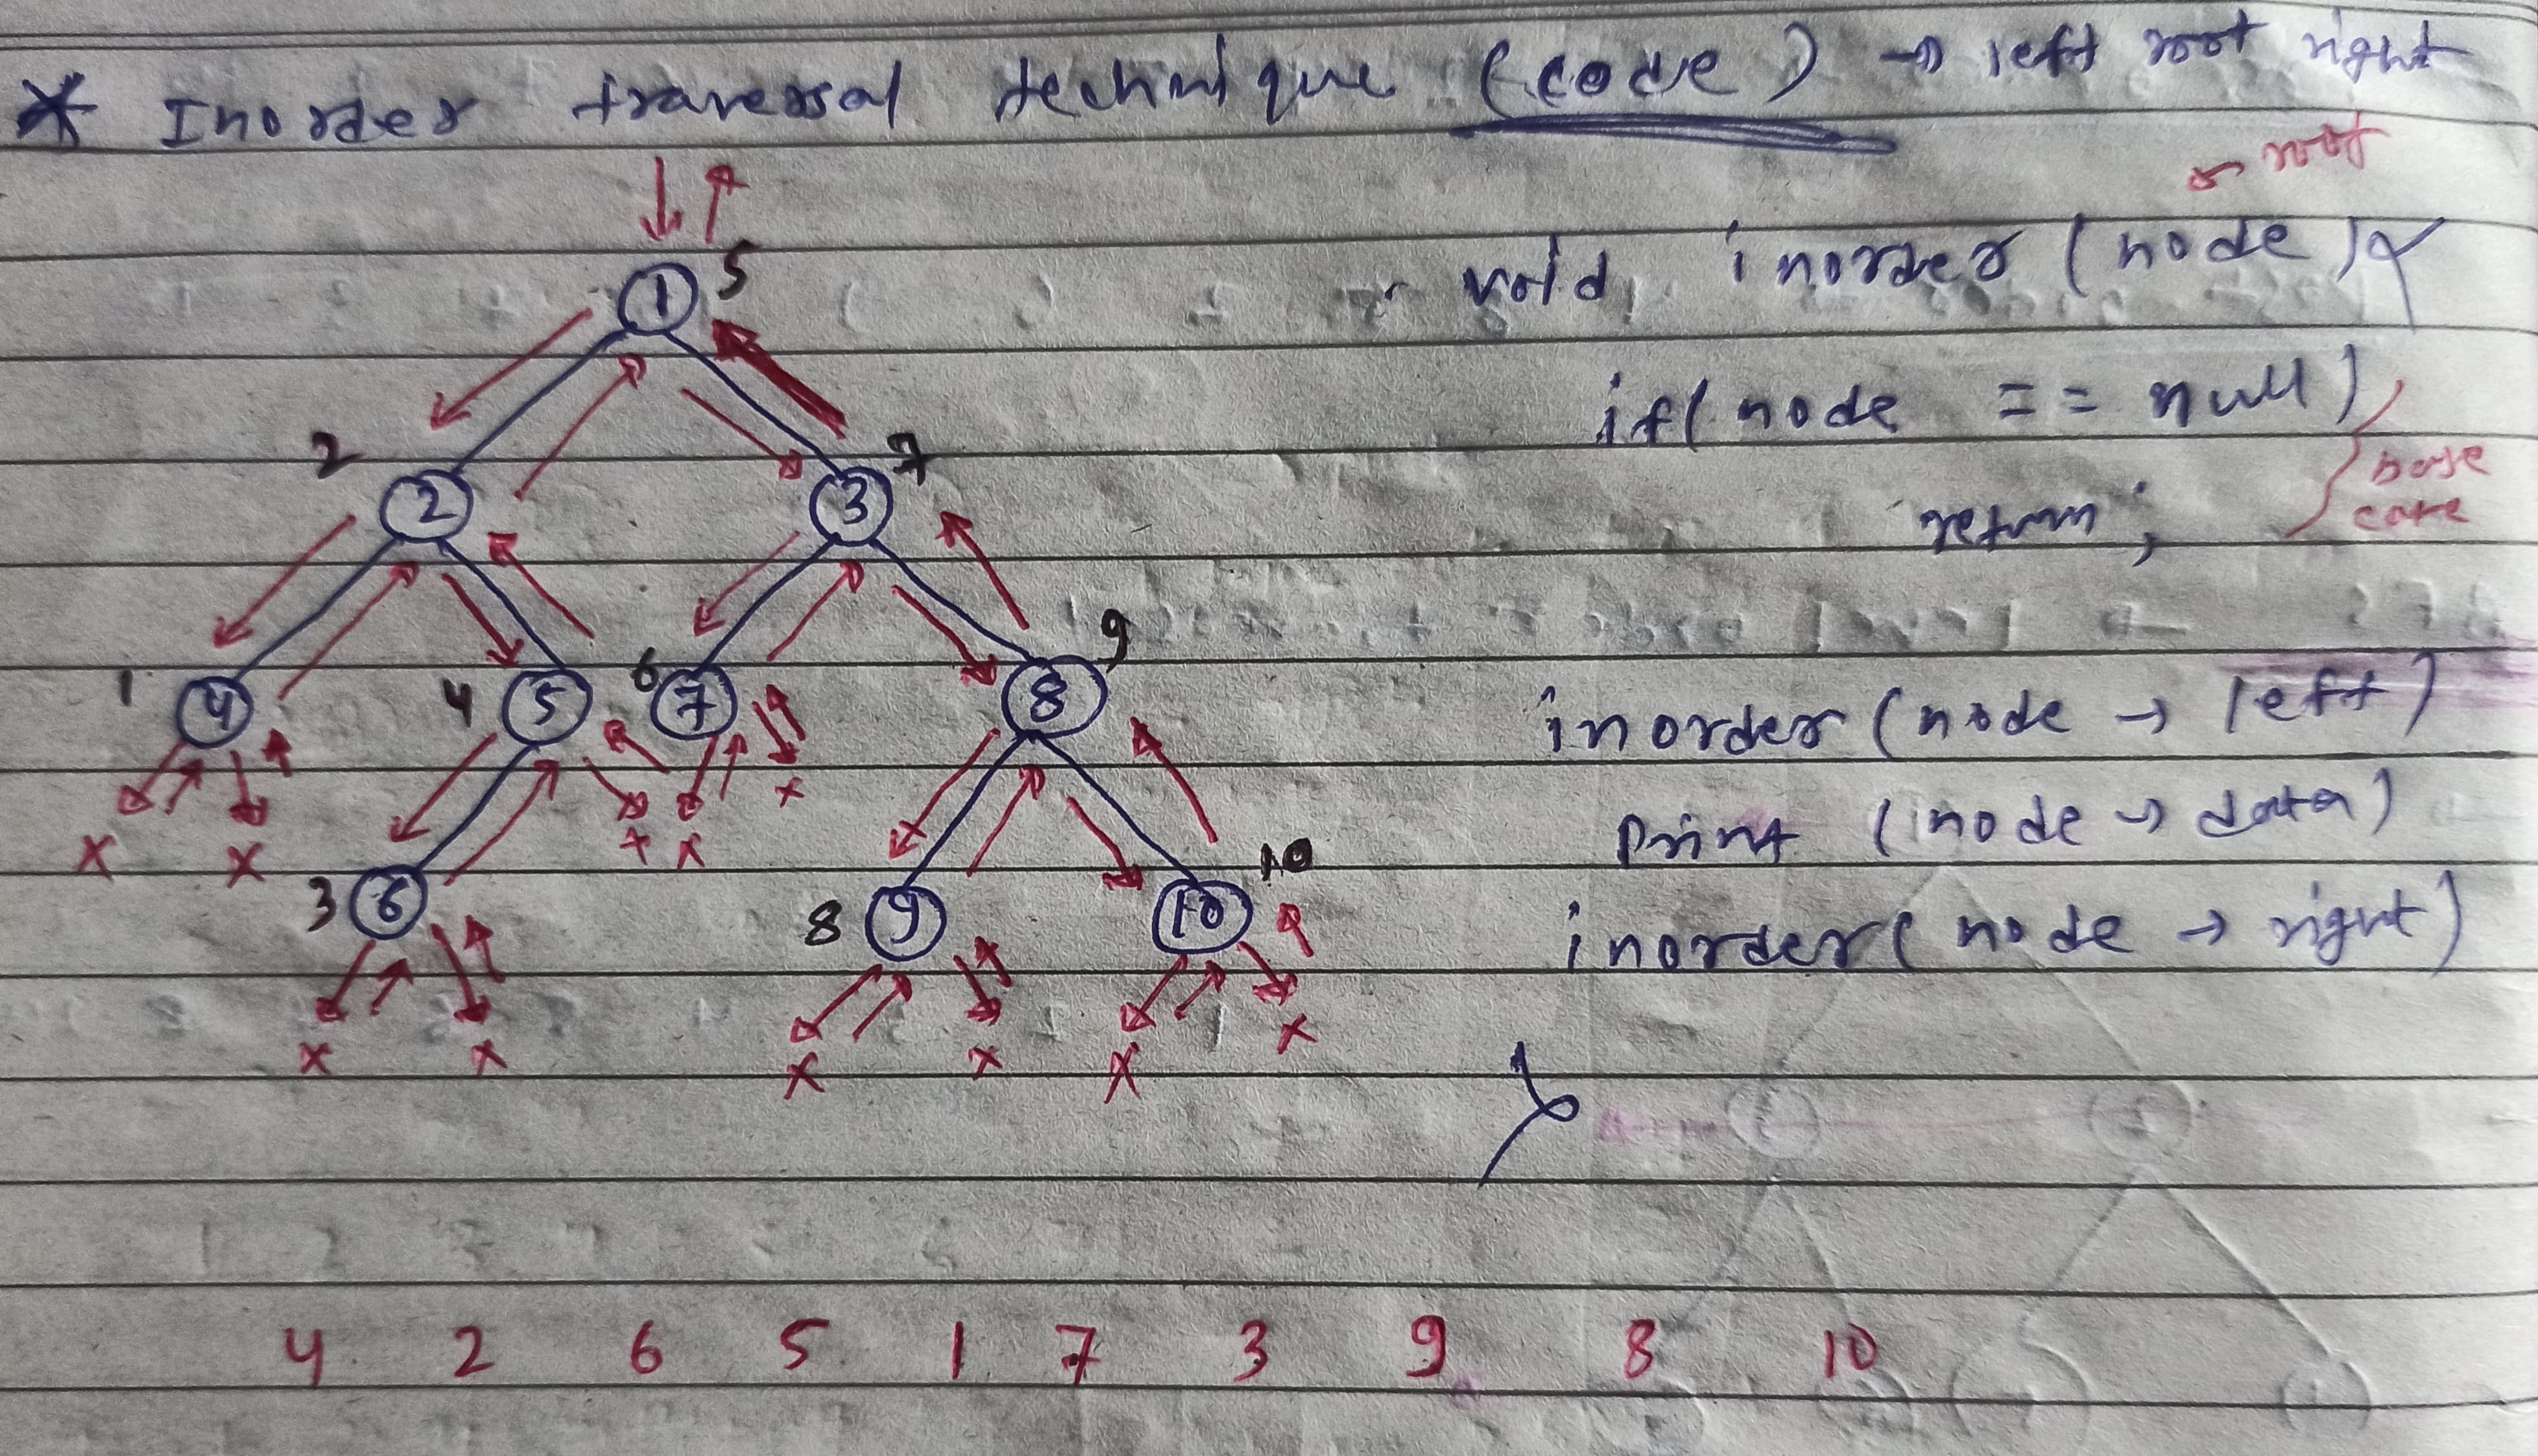 * Inorder traversal technique (code) → left root right
↙ root
void inorder (node) {
if( node == null)
base
case
return;
inorder (node → left)
print (node → data)
inorder( node → right)
}
5
1
2
7
2
3
9
1
4
4
5
6
7
8
10
3
6
8
9
10
4 2 6 5 1 7 3 9 8 10